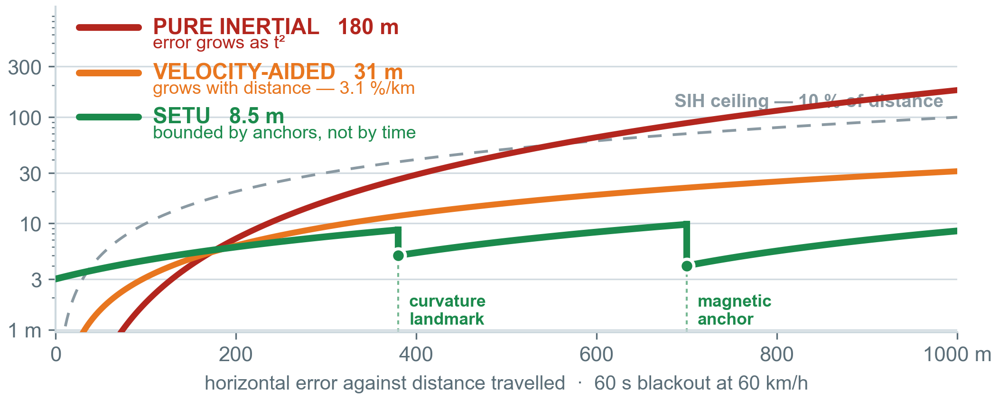 PURE INERTIAL 180 m
error grows as t²
VELOCITY-AIDED 31 m
grows with distance — 3.1 %/km
SETU 8.5 m
bounded by anchors, not by time
SIH ceiling — 10 % of distance
300
100
30
10
3
1 m
curvature
landmark
magnetic
anchor
0 200 400 600 800 1000 m
horizontal error against distance travelled · 60 s blackout at 60 km/h